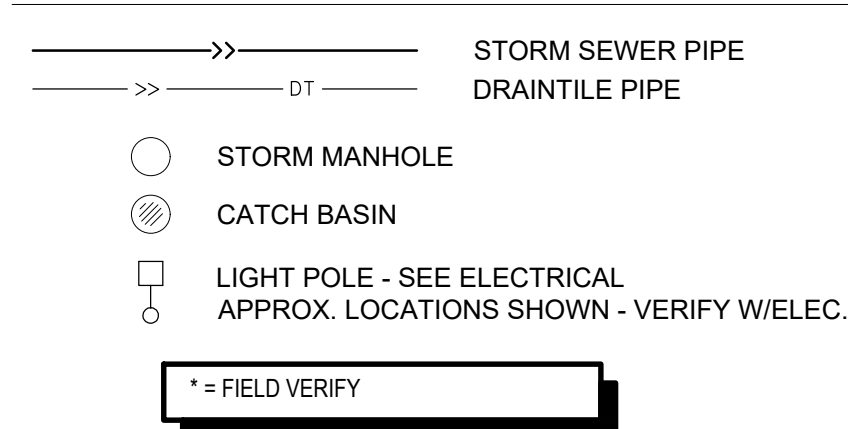 >> STORM SEWER PIPE
>> DT DRAINTILE PIPE
STORM MANHOLE
CATCH BASIN
LIGHT POLE - SEE ELECTRICAL
APPROX. LOCATIONS SHOWN - VERIFY W/ELEC.
* = FIELD VERIFY